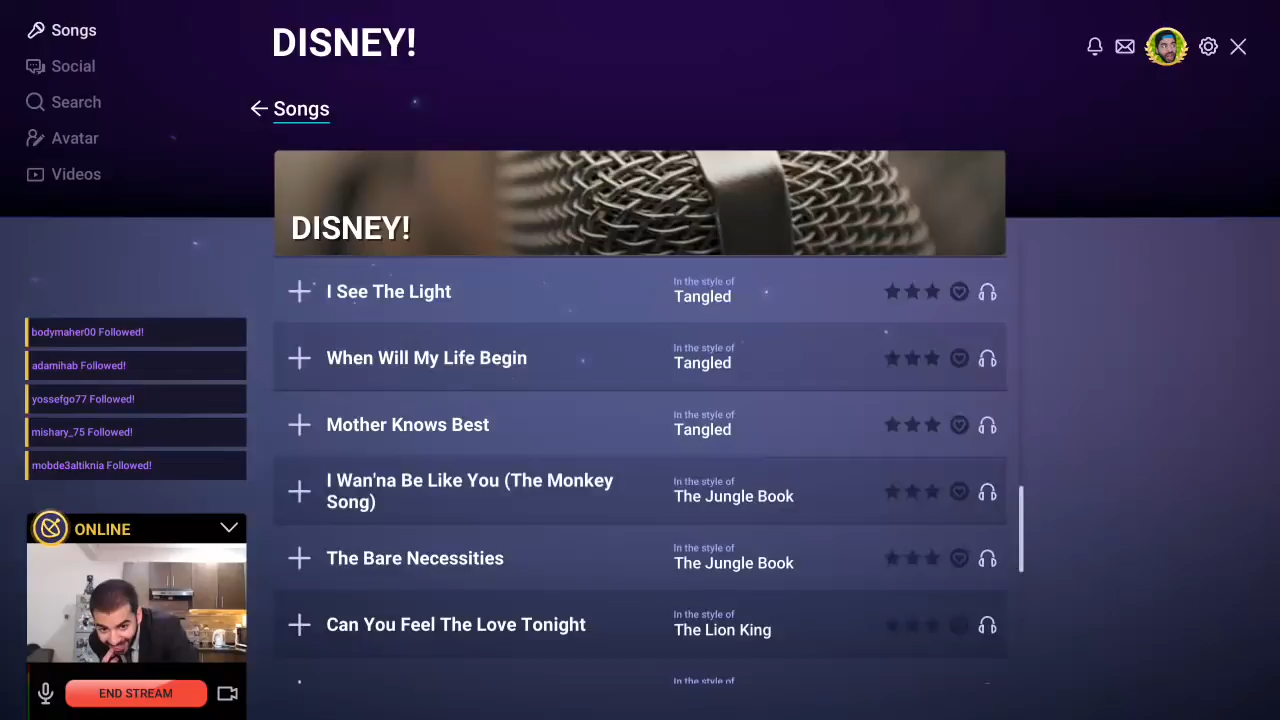 Songs
Social
Search
Avatar
Videos
DISNEY!
Songs
DISNEY!
I See The Light
In the style of
Tangled
When Will My Life Begin
In the style of
Tangled
Mother Knows Best
In the style of
Tangled
I Wan'na Be Like You (The Monkey
Song)
In the style of
The Jungle Book
The Bare Necessities
In the style of
The Jungle Book
Can You Feel The Love Tonight
In the style of
The Lion King
In the style of
bodymaher00 Followed!
adamihab Followed!
yossefgo77 Followed!
mishary_75 Followed!
mobde3altiknia Followed!
ONLINE
END STREAM